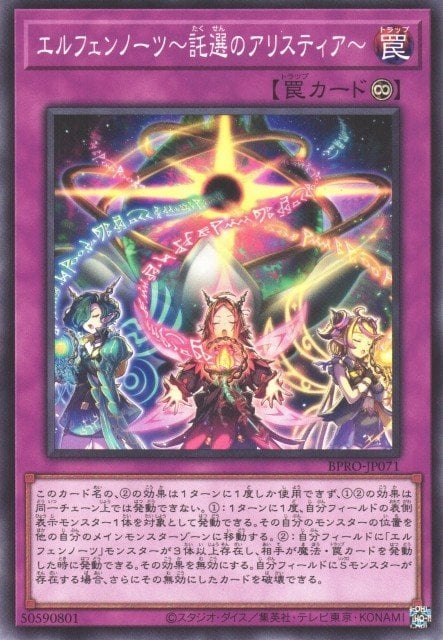 エルフェンノーツ～託選のアリスティア～
罠
【罠カード】
BPRO-JP071
このカード名の、②の効果は1ターンに1度しか使用できず、①②の効果は
同一チェーン上では発動できない。①：1ターンに1度、自分フィールドの表側
表示モンスター1体を対象として発動できる。その自分のモンスターの位置を
他の自分のメインモンスターゾーンに移動する。②：自分フィールドに「エル
フェンノーツ」モンスターが3体以上存在し、相手が魔法・罠カードを発動
した時に発動できる。その効果を無効にする。自分フィールドにSモンスターが
存在する場合、さらにその無効にしたカードを破壊できる。
50590801
©スタジオ・ダイス／集英社・テレビ東京・KONAMI